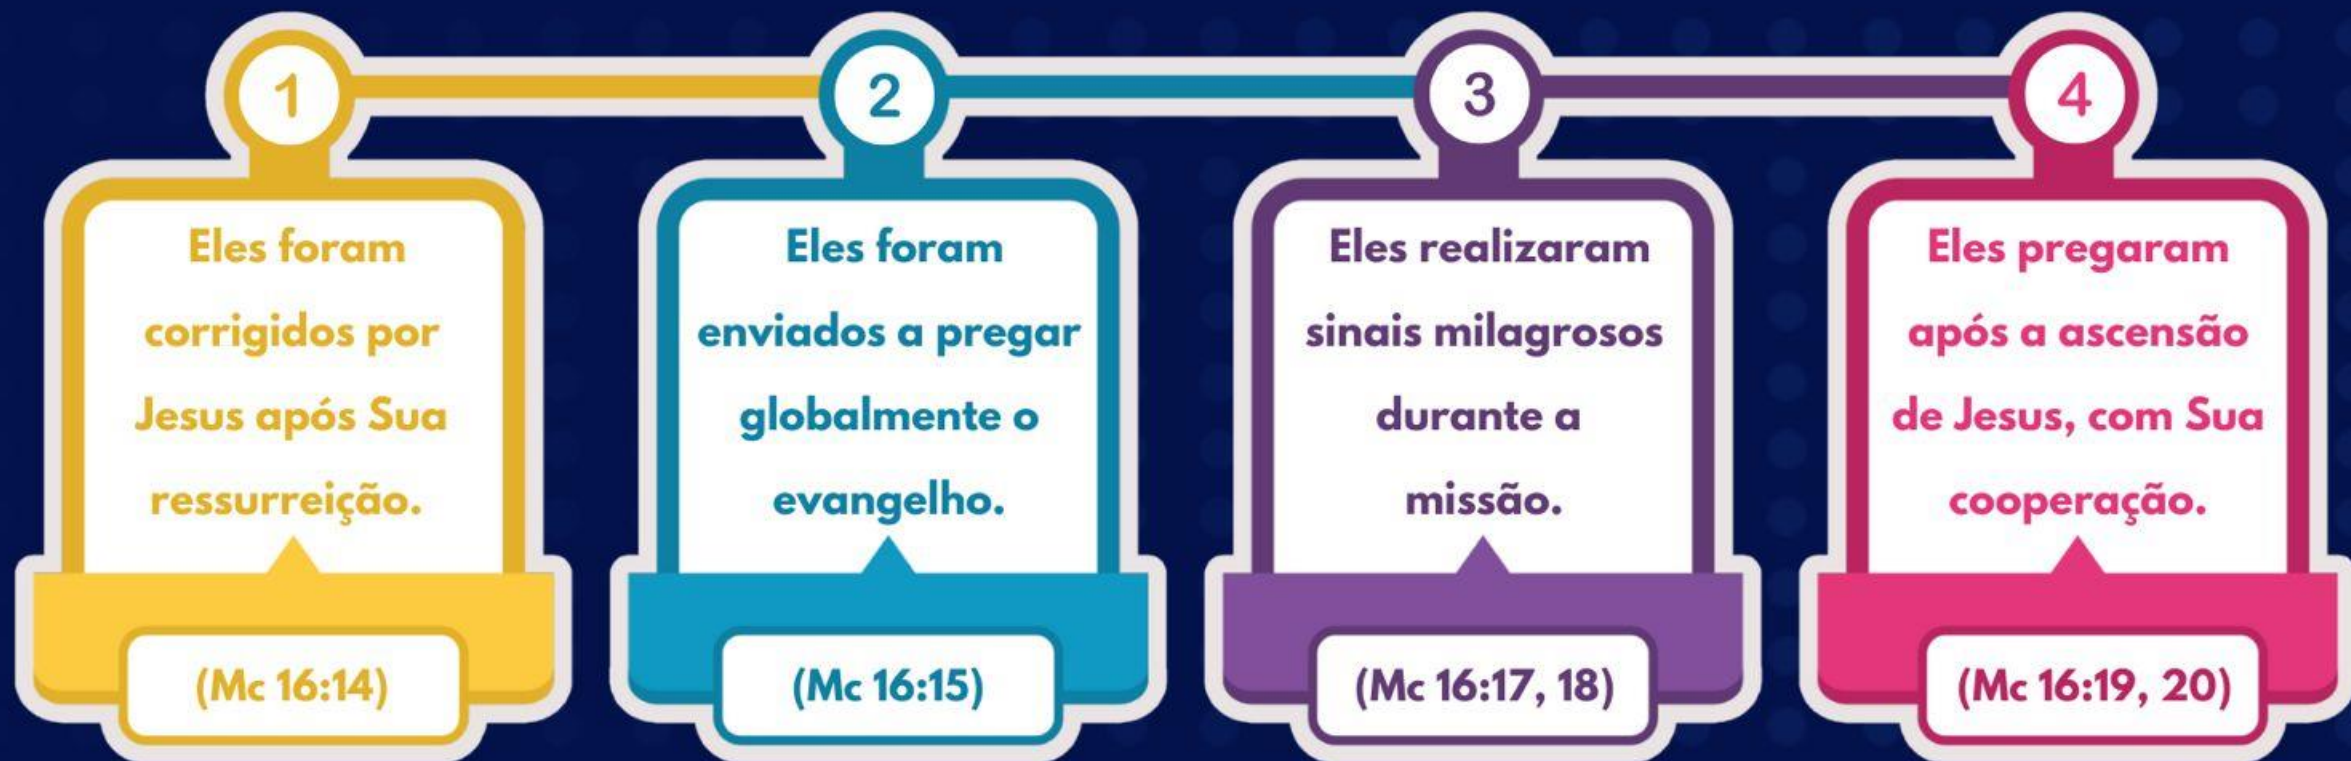 1
Eles foram
corrigidos por
Jesus após Sua
ressurreição.
(Mc 16:14)
2
Eles foram
enviados a pregar
globalmente o
evangelho.
(Mc 16:15)
3
Eles realizaram
sinais milagrosos
durante a
missão.
(Mc 16:17, 18)
4
Eles pregaram
após a ascensão
de Jesus, com Sua
cooperação.
(Mc 16:19, 20)